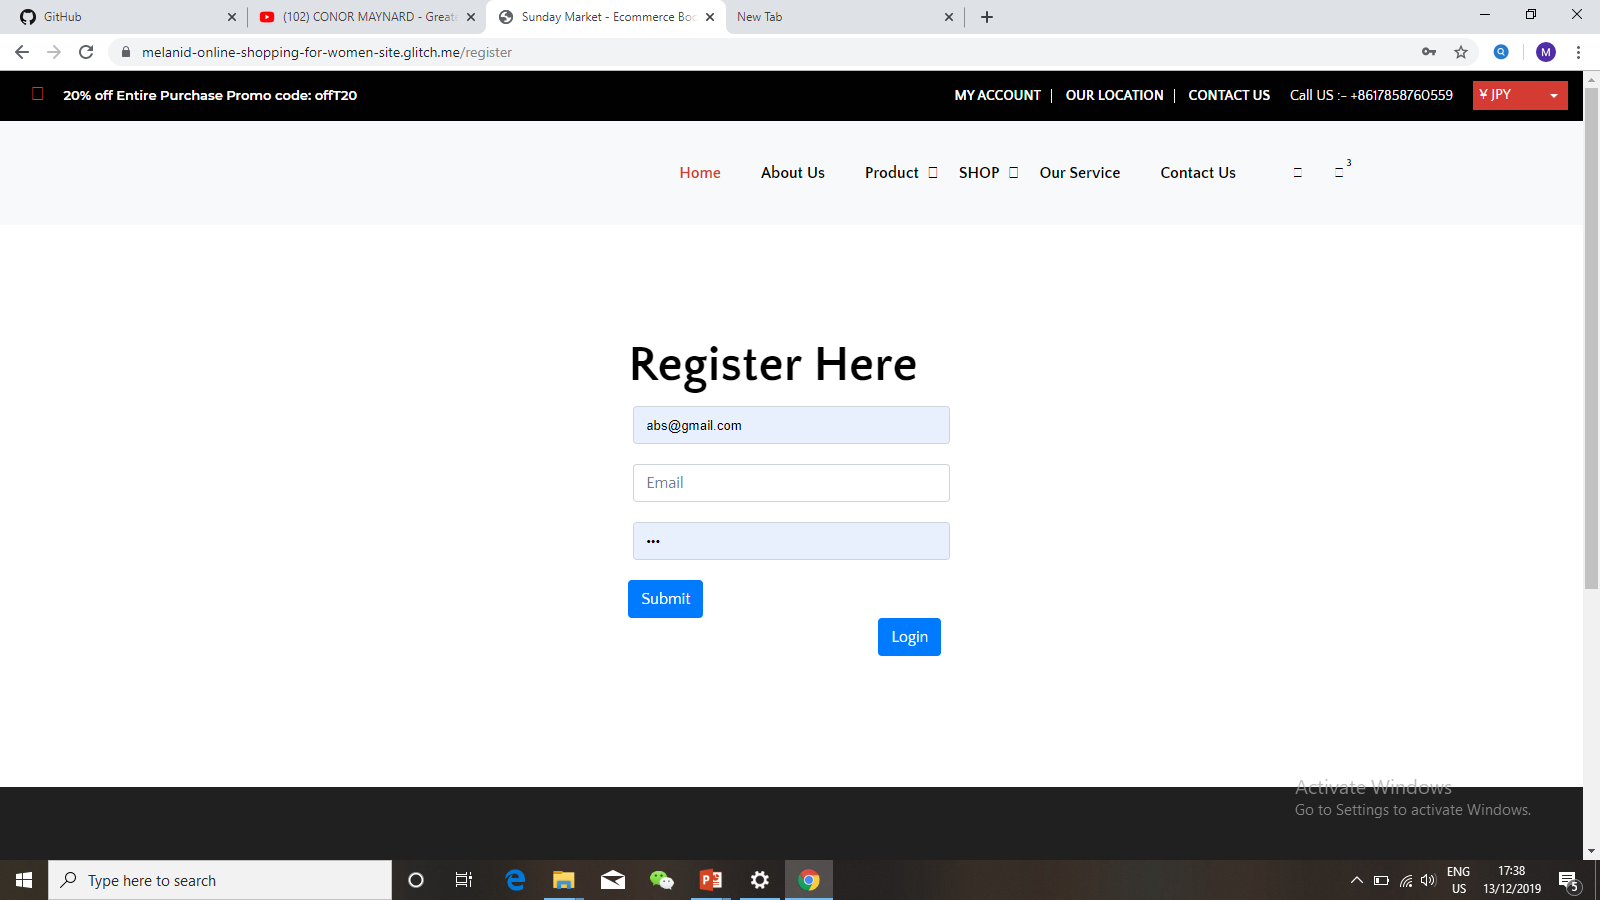 GitHub
(102) CONOR MAYNARD - Greate
Sunday Market - Ecommerce Boo
New Tab
melanid-online-shopping-for-women-site.glitch.me/register
M
20% off Entire Purchase Promo code: offT20
MY ACCOUNT | OUR LOCATION | CONTACT US Call US :- +8617858760559 ¥ JPY
Home About Us Product SHOP Our Service Contact Us 3
Register Here
abs@gmail.com
Email
•••
Submit
Login
Activate Windows
Go to Settings to activate Windows.
Type here to search
ENG
US
17:38
13/12/2019
5